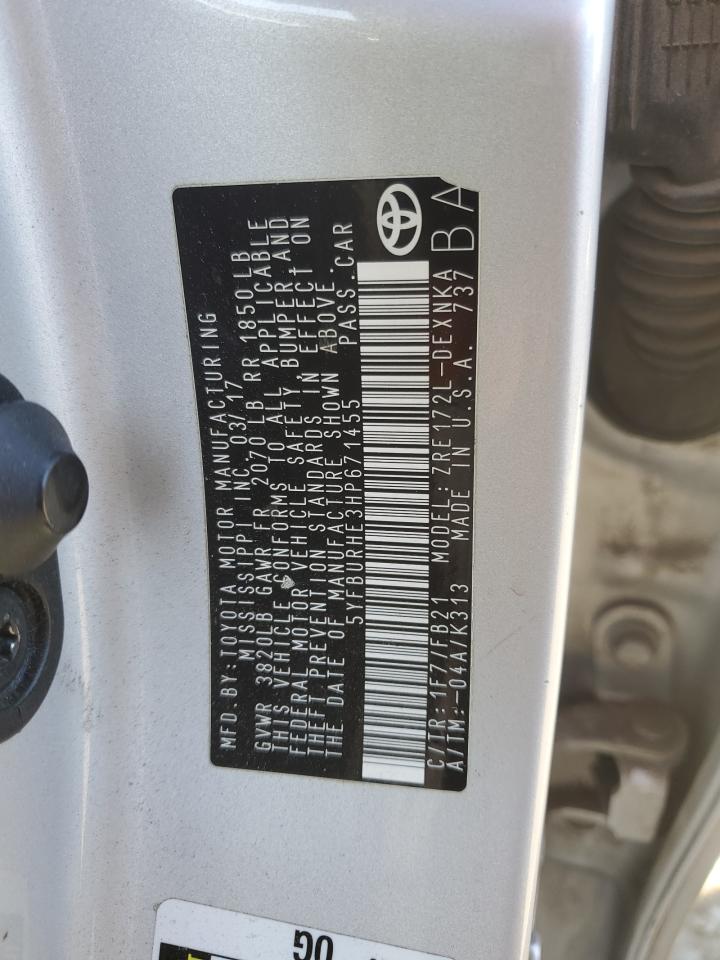 MFD. BY: TOYOTA MOTOR MANUFACTURING
MISSISSIPPI INC. 03/17
GVWR 3820LB GAWR FR 2070 LB RR 1850 LB
THIS VEHICLE CONFORMS TO ALL APPLICABLE
FEDERAL MOTOR VEHICLE SAFETY, BUMPER, AND
THEFT PREVENTION STANDARDS IN EFFECT ON
THE DATE OF MANUFACTURE SHOWN ABOVE.
5YFBURHE3HP671455 PASS. CAR
C/TR: 1F7//FB21 MODEL: ZRE172L-DEXNKA
A/TM: -04A/K313 MADE IN U.S.A. 737
BA
OG